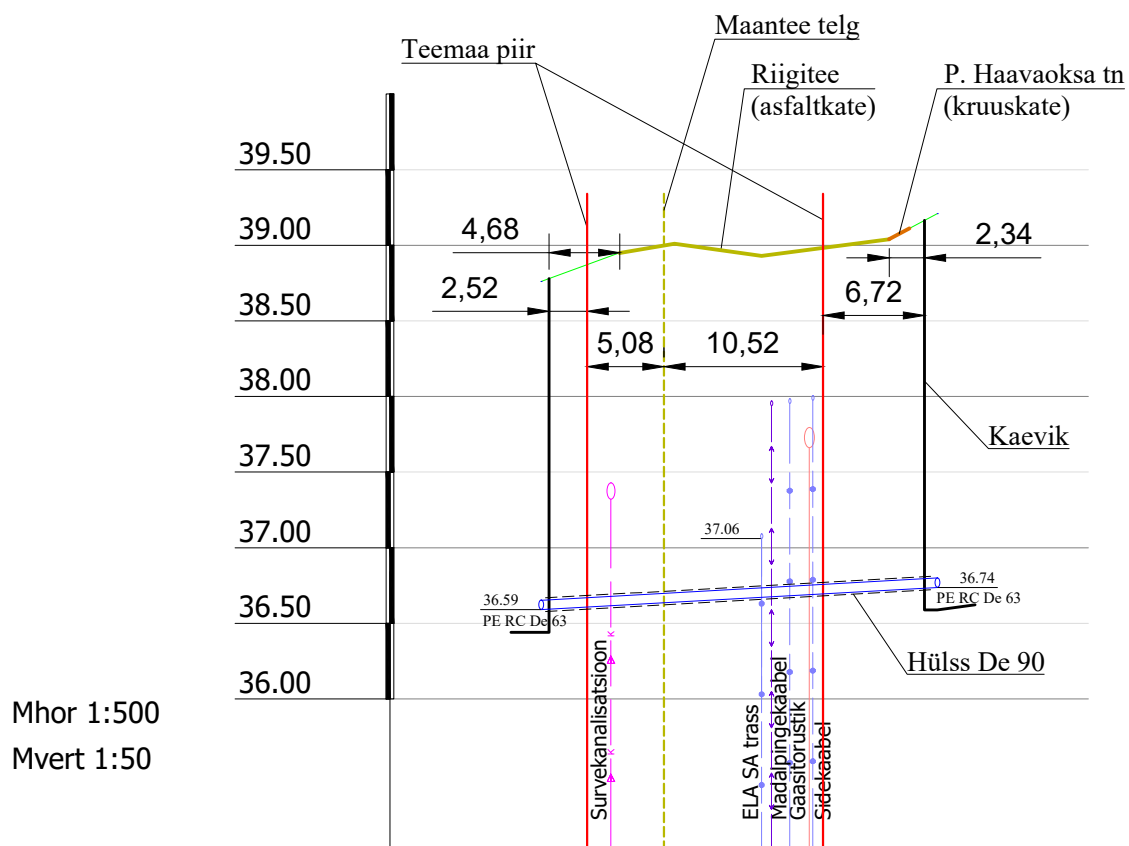 Maantee telg
Teemaa piir
Riigitee
(asfaltkate)
P. Haavaoksa tn
(kruuskate)
39.50
39.00
4,68
2,34
2,52
6,72
38.50
5,08
10,52
38.00
Kaevik
37.50
37.00
37.06
36.59
PE RC De 63
36.74
PE RC De 63
36.50
Hülss De 90
36.00
Survekanalisatsioon
ELA SA trass
Madalpingekaabel
Gaasitorustik
Sidekaabel
Mhor 1:500
Mvert 1:50